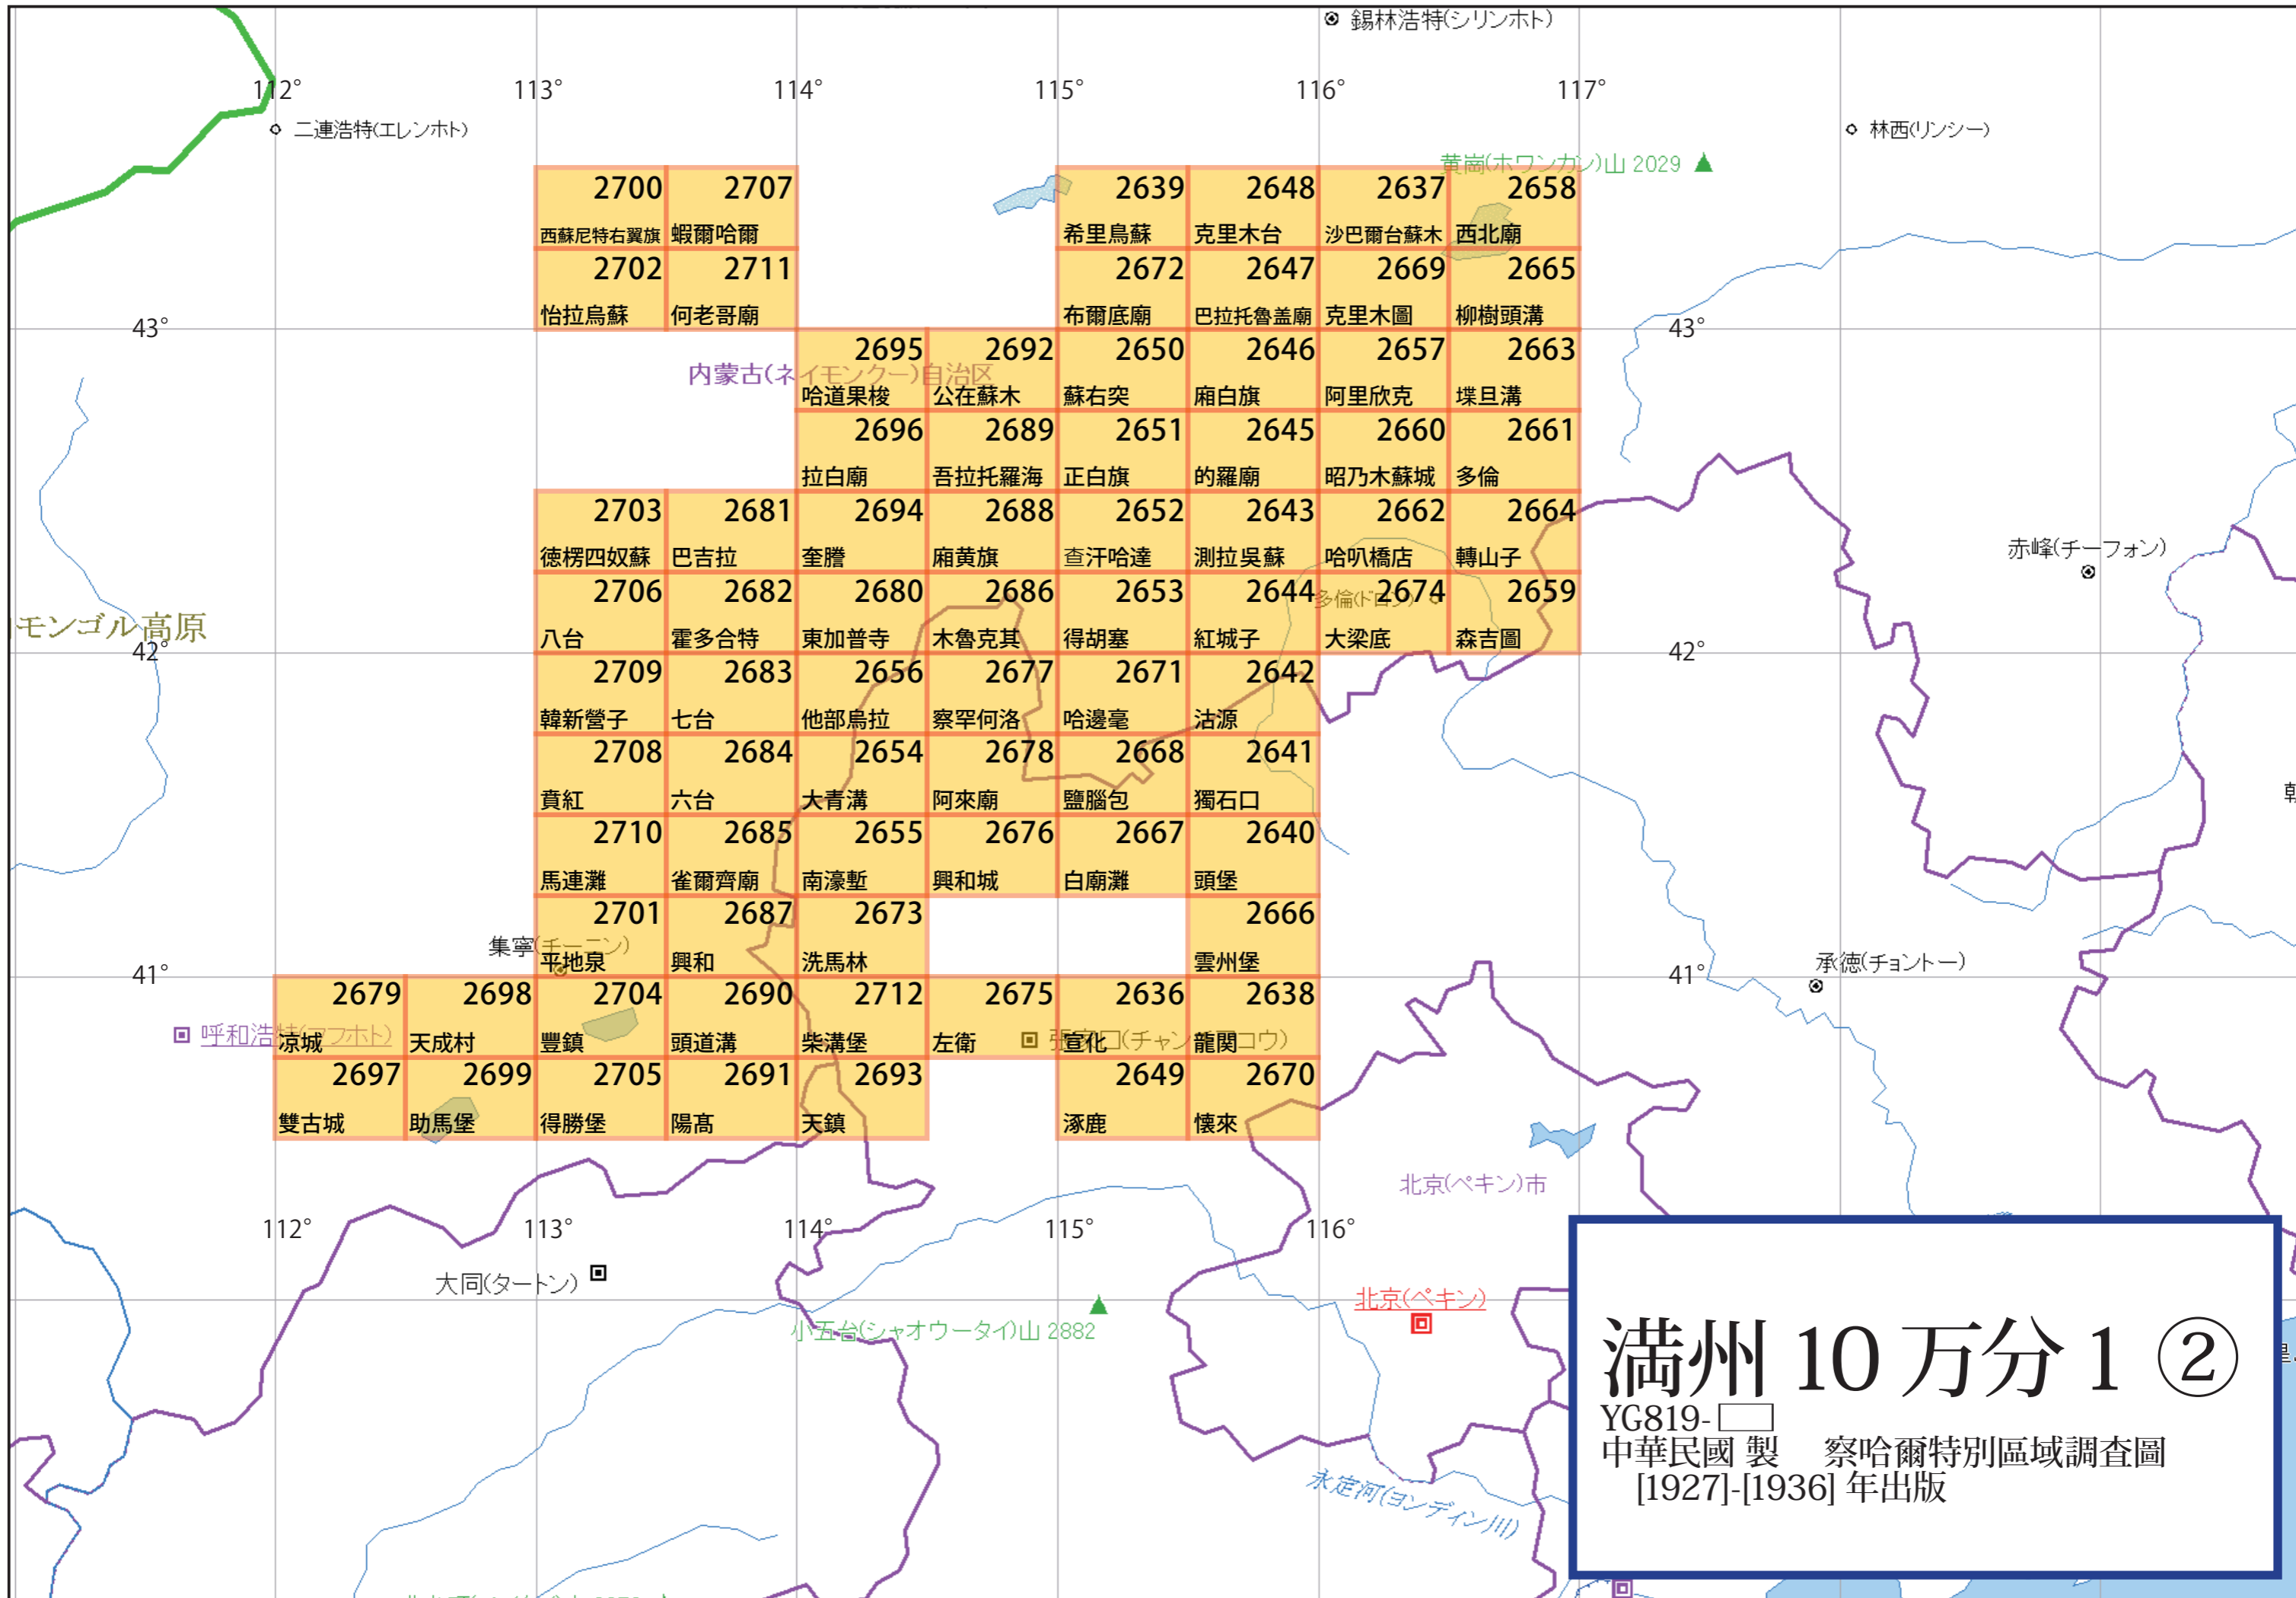 錫林浩特(シリンホト)
112° 113° 114° 115° 116° 117°
二連浩特(エレンホト)
林西(リンシー)
黄崗(ホワンガン)山 2029
2700 2707 2639 2648 2637 2658
西蘇尼特右翼旗 蝦爾哈爾 希里鳥蘇 克里木台 沙巴爾台蘇木 西北廟
2702 2711 2672 2647 2669 2665
怡拉烏蘇 何老哥廟 布爾底廟 巴拉托魯盖廟 克里木圖 柳樹頭溝
43° 43°
2695 2692 2650 2646 2657 2663
内蒙古(ネイモンクー)自治区
哈道果梭 公在蘇木 蘇右突 廂白旗 阿里欣克 堞旦溝
2696 2689 2651 2645 2660 2661
拉白廟 吾拉托羅海 正白旗 的羅廟 昭乃木蘇城 多倫
2703 2681 2694 2688 2652 2643 2662 2664
徳楞四奴蘇 巴吉拉 奎謄 廂黄旗 查汗哈達 測拉吳蘇 哈叭橋店 轉山子
赤峰(チーフォン)
2706 2682 2680 2686 2653 2644 2674 2659
多倫(ドロン)
モンゴル高原
八台 霍多合特 東加普寺 木魯克其 得胡塞 紅城子 大梁底 森吉圖
42° 42°
2709 2683 2656 2677 2671 2642
韓新營子 七台 他部烏拉 察罕何洛 哈邊毫 沽源
2708 2684 2654 2678 2668 2641
賁紅 六台 大青溝 阿來廟 鹽腦包 獨石口
2710 2685 2655 2676 2667 2640
馬連灘 雀爾齊廟 南濠塹 興和城 白廟灘 頭堡
2701 2687 2673 2666
集寧(チーニン)
平地泉 興和 洗馬林 雲州堡
承徳(チョントー)
41° 41°
2679 2698 2704 2690 2712 2675 2636 2638
呼和浩特(フフホト)
凉城 天成村 豐鎮 頭道溝 柴溝堡 左衛 宣化 龍関
2697 2699 2705 2691 2693 2649 2670
雙古城 助馬堡 得勝堡 陽高 天鎮 涿鹿 懐來
北京(ペキン)市
112° 113° 114° 115° 116°
大同(タートン)
北京(ペキン)
小五台(シャオウータイ)山 2882
満州 10 万分 1 ②
YG819-
中華民國 製 察哈爾特別區域調査圖
[1927]-[1936] 年出版
永定河(ヨンディン川)